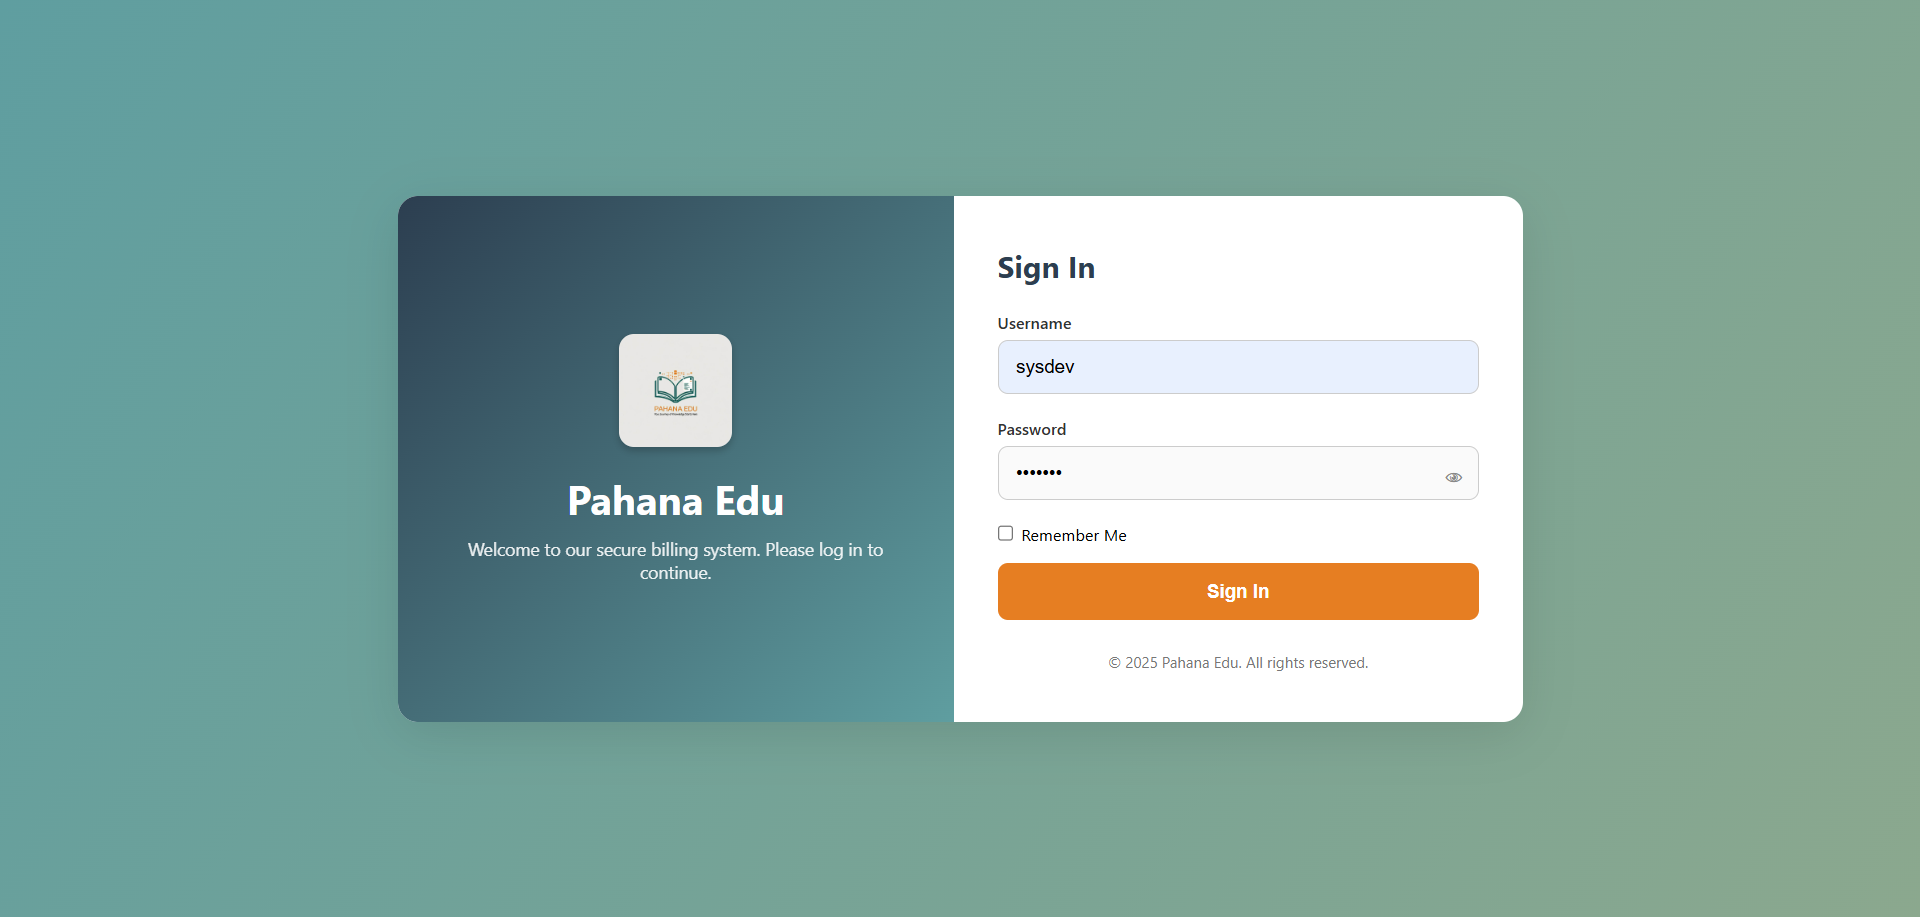 PAHANA EDU
Pahana Edu
Welcome to our secure billing system. Please log in to
continue.
Sign In
Username
sysdev
Password
•••••••
Remember Me
Sign In
© 2025 Pahana Edu. All rights reserved.